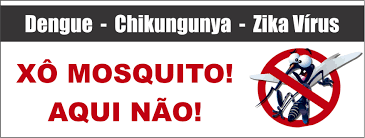 Dengue - Chikungunya - Zika Vírus
XÔ MOSQUITO!
AQUI NÃO!